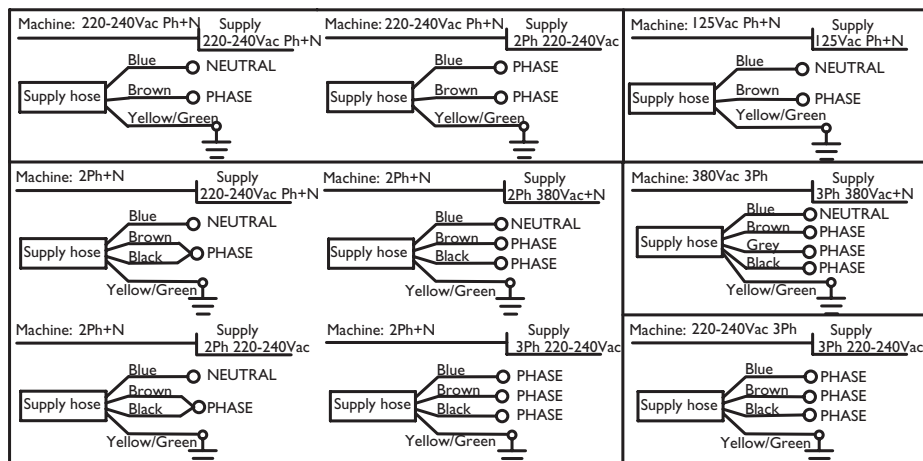 Machine: 220-240Vac Ph+N
Supply
220-240Vac Ph+N
Blue
NEUTRAL
Supply hose
Brown
PHASE
Yellow/Green
Machine: 220-240Vac Ph+N
Supply
2Ph 220-240Vac
Blue
PHASE
Supply hose
Brown
PHASE
Yellow/Green
Machine: 125Vac Ph+N
Supply
125Vac Ph+N
Blue
NEUTRAL
Supply hose
Brown
PHASE
Yellow/Green
Machine: 2Ph+N
Supply
220-240Vac Ph+N
Blue
NEUTRAL
Brown
Supply hose
PHASE
Black
Yellow/Green
Machine: 2Ph+N
Supply
2Ph 380Vac+N
Blue
NEUTRAL
Brown
PHASE
Supply hose
Black
PHASE
Yellow/Green
Machine: 380Vac 3Ph
Supply
3Ph 380Vac+N
Blue
NEUTRAL
Brown
PHASE
Supply hose
Grey
PHASE
Black
PHASE
Yellow/Green
Machine: 2Ph+N
Supply
2Ph 220-240Vac
Blue
NEUTRAL
Brown
Supply hose
PHASE
Black
Yellow/Green
Machine: 2Ph+N
Supply
3Ph 220-240Vac
Blue
PHASE
Brown
PHASE
Supply hose
Black
PHASE
Yellow/Green
Machine: 220-240Vac 3Ph
Supply
3Ph 220-240Vac
Blue
PHASE
Brown
PHASE
Supply hose
Black
PHASE
Yellow/Green